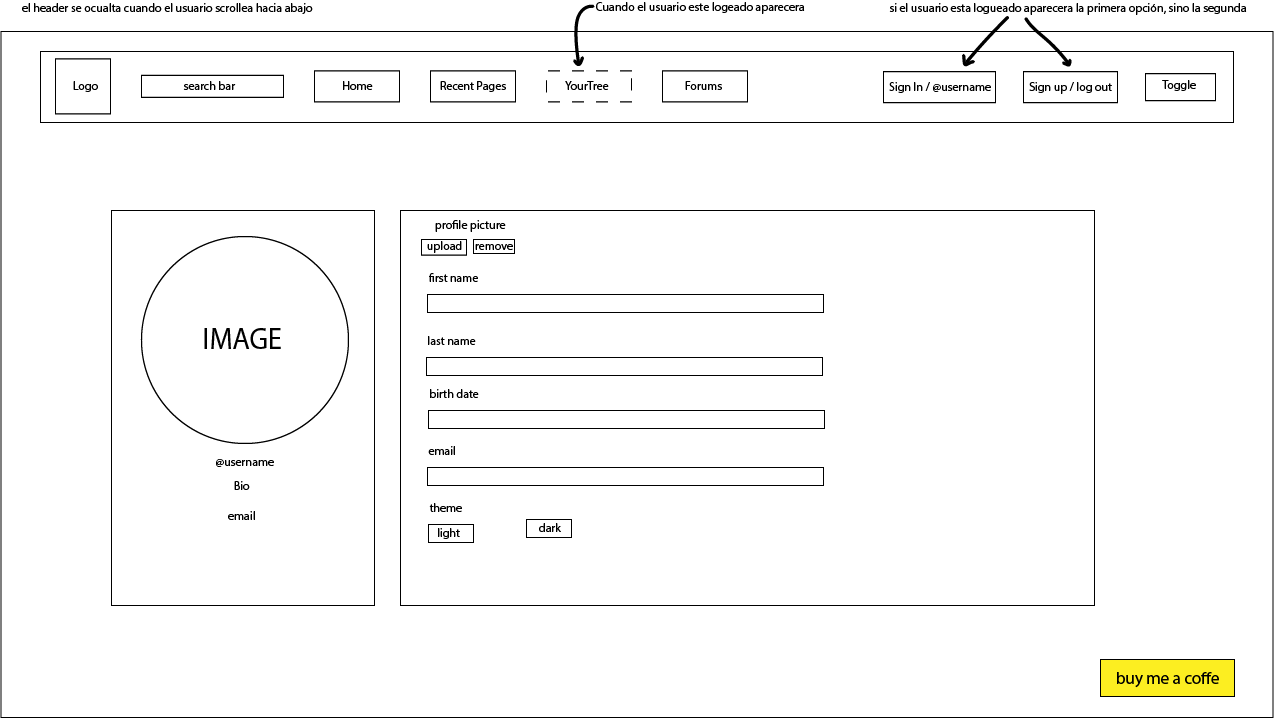 el header se ocualta cuando el usuario scrollea hacia abajo
Cuando el usuario este logeado aparecera
si el usuario esta logueado aparecera la primera opción, sino la segunda
Logo
search bar
Home
Recent Pages
YourTree
Forums
Sign In / @username
Sign up / log out
Toggle
IMAGE
@username
Bio
email
profile picture
upload
remove
first name
last name
birth date
email
theme
light
dark
buy me a coffe